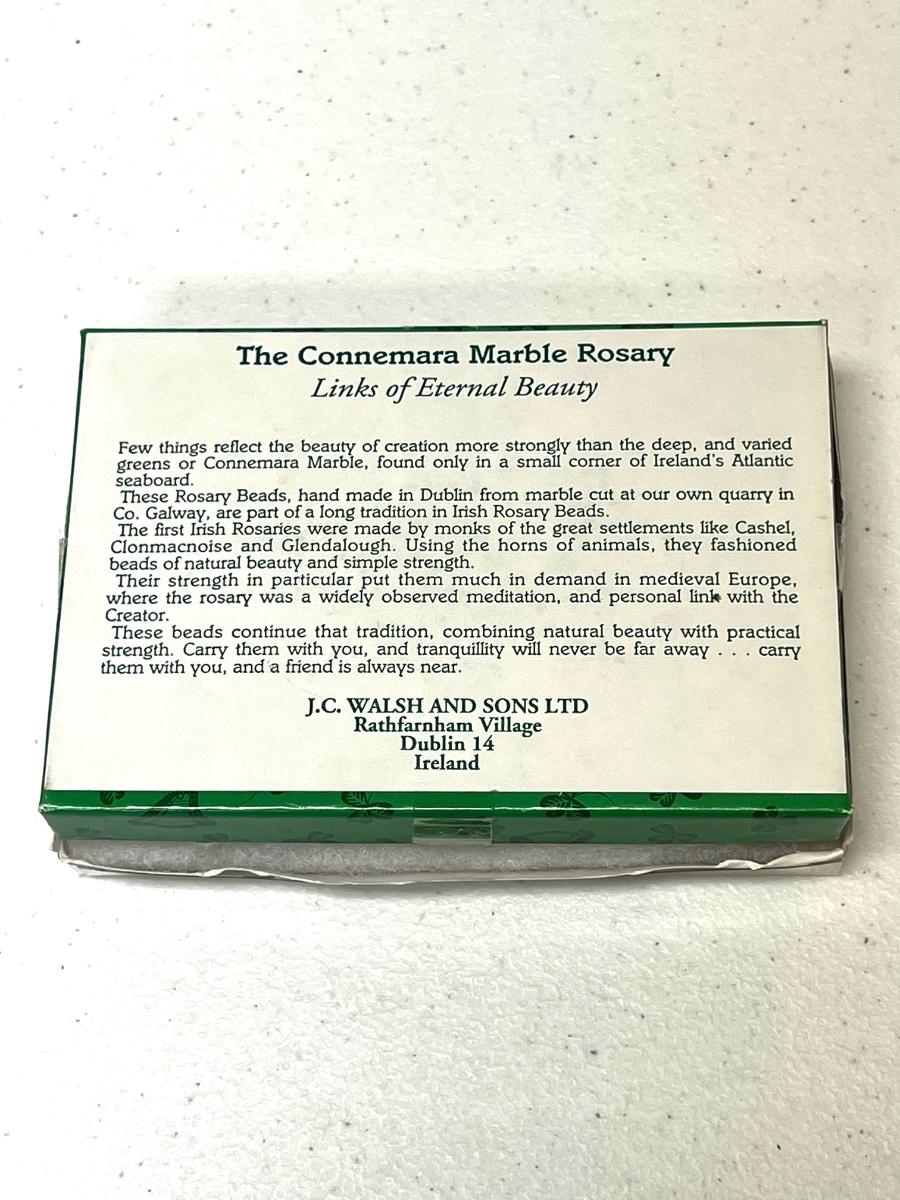 The Connemara Marble Rosary
Links of Eternal Beauty
Few things reflect the beauty of creation more strongly than the deep, and varied
greens or Connemara Marble, found only in a small corner of Ireland's Atlantic
seaboard.
These Rosary Beads, hand made in Dublin from marble cut at our own quarry in
Co. Galway, are part of a long tradition in Irish Rosary Beads.
The first Irish Rosaries were made by monks of the great settlements like Cashel,
Clonmacnoise and Glendalough. Using the horns of animals, they fashioned
beads of natural beauty and simple strength.
Their strength in particular put them much in demand in medieval Europe,
where the rosary was a widely observed meditation, and personal link with the
Creator.
These beads continue that tradition, combining natural beauty with practical
strength. Carry them with you, and tranquillity will never be far away . . . carry
them with you, and a friend is always near.
J.C. WALSH AND SONS LTD
Rathfarnham Village
Dublin 14
Ireland